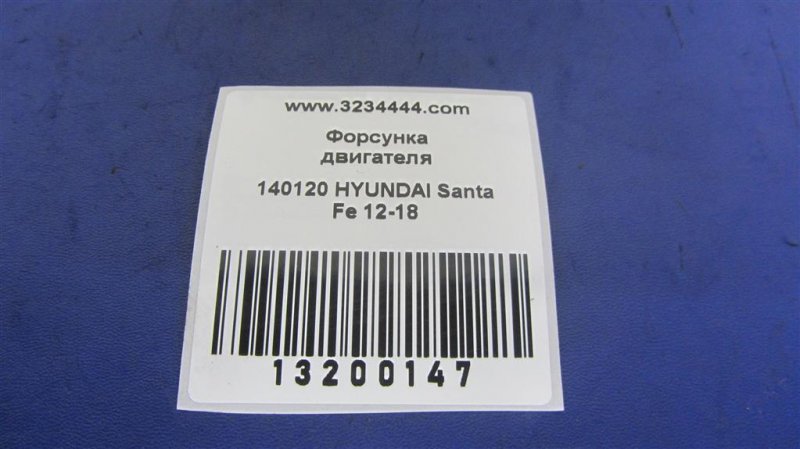 www.3234444.com
Форсунка
двигателя
140120 HYUNDAI Santa
Fe 12-18
13200147